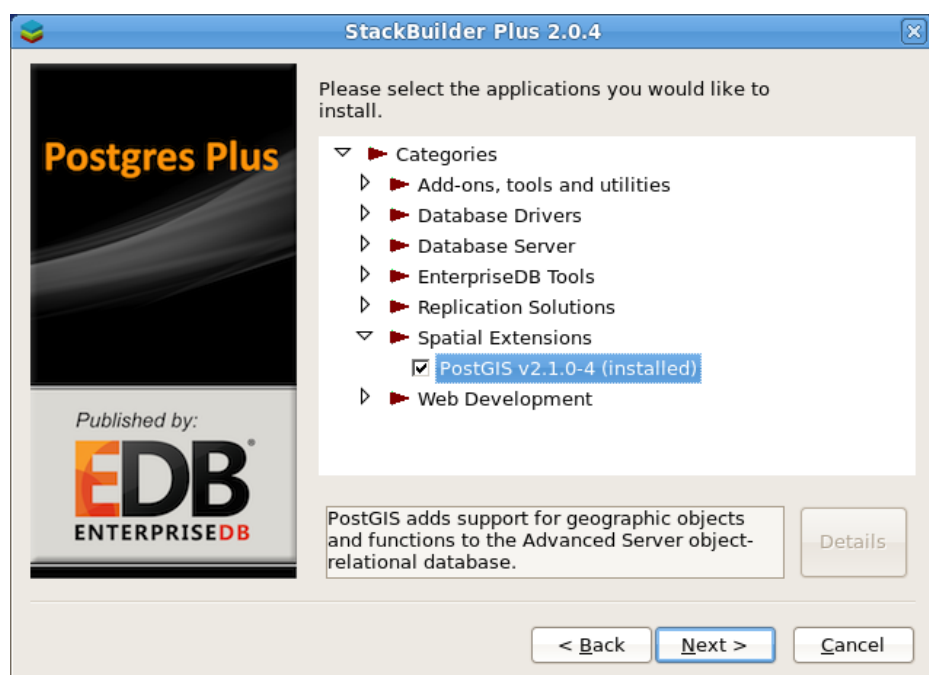 StackBuilder Plus 2.0.4
Postgres Plus
Published by:
EDB
ENTERPRISEDB
Please select the applications you would like to
install.
Categories
Add-ons, tools and utilities
Database Drivers
Database Server
EnterpriseDB Tools
Replication Solutions
Spatial Extensions
PostGIS v2.1.0-4 (installed)
Web Development
PostGIS adds support for geographic objects
and functions to the Advanced Server object-
relational database.
Details
< Back
Next >
Cancel